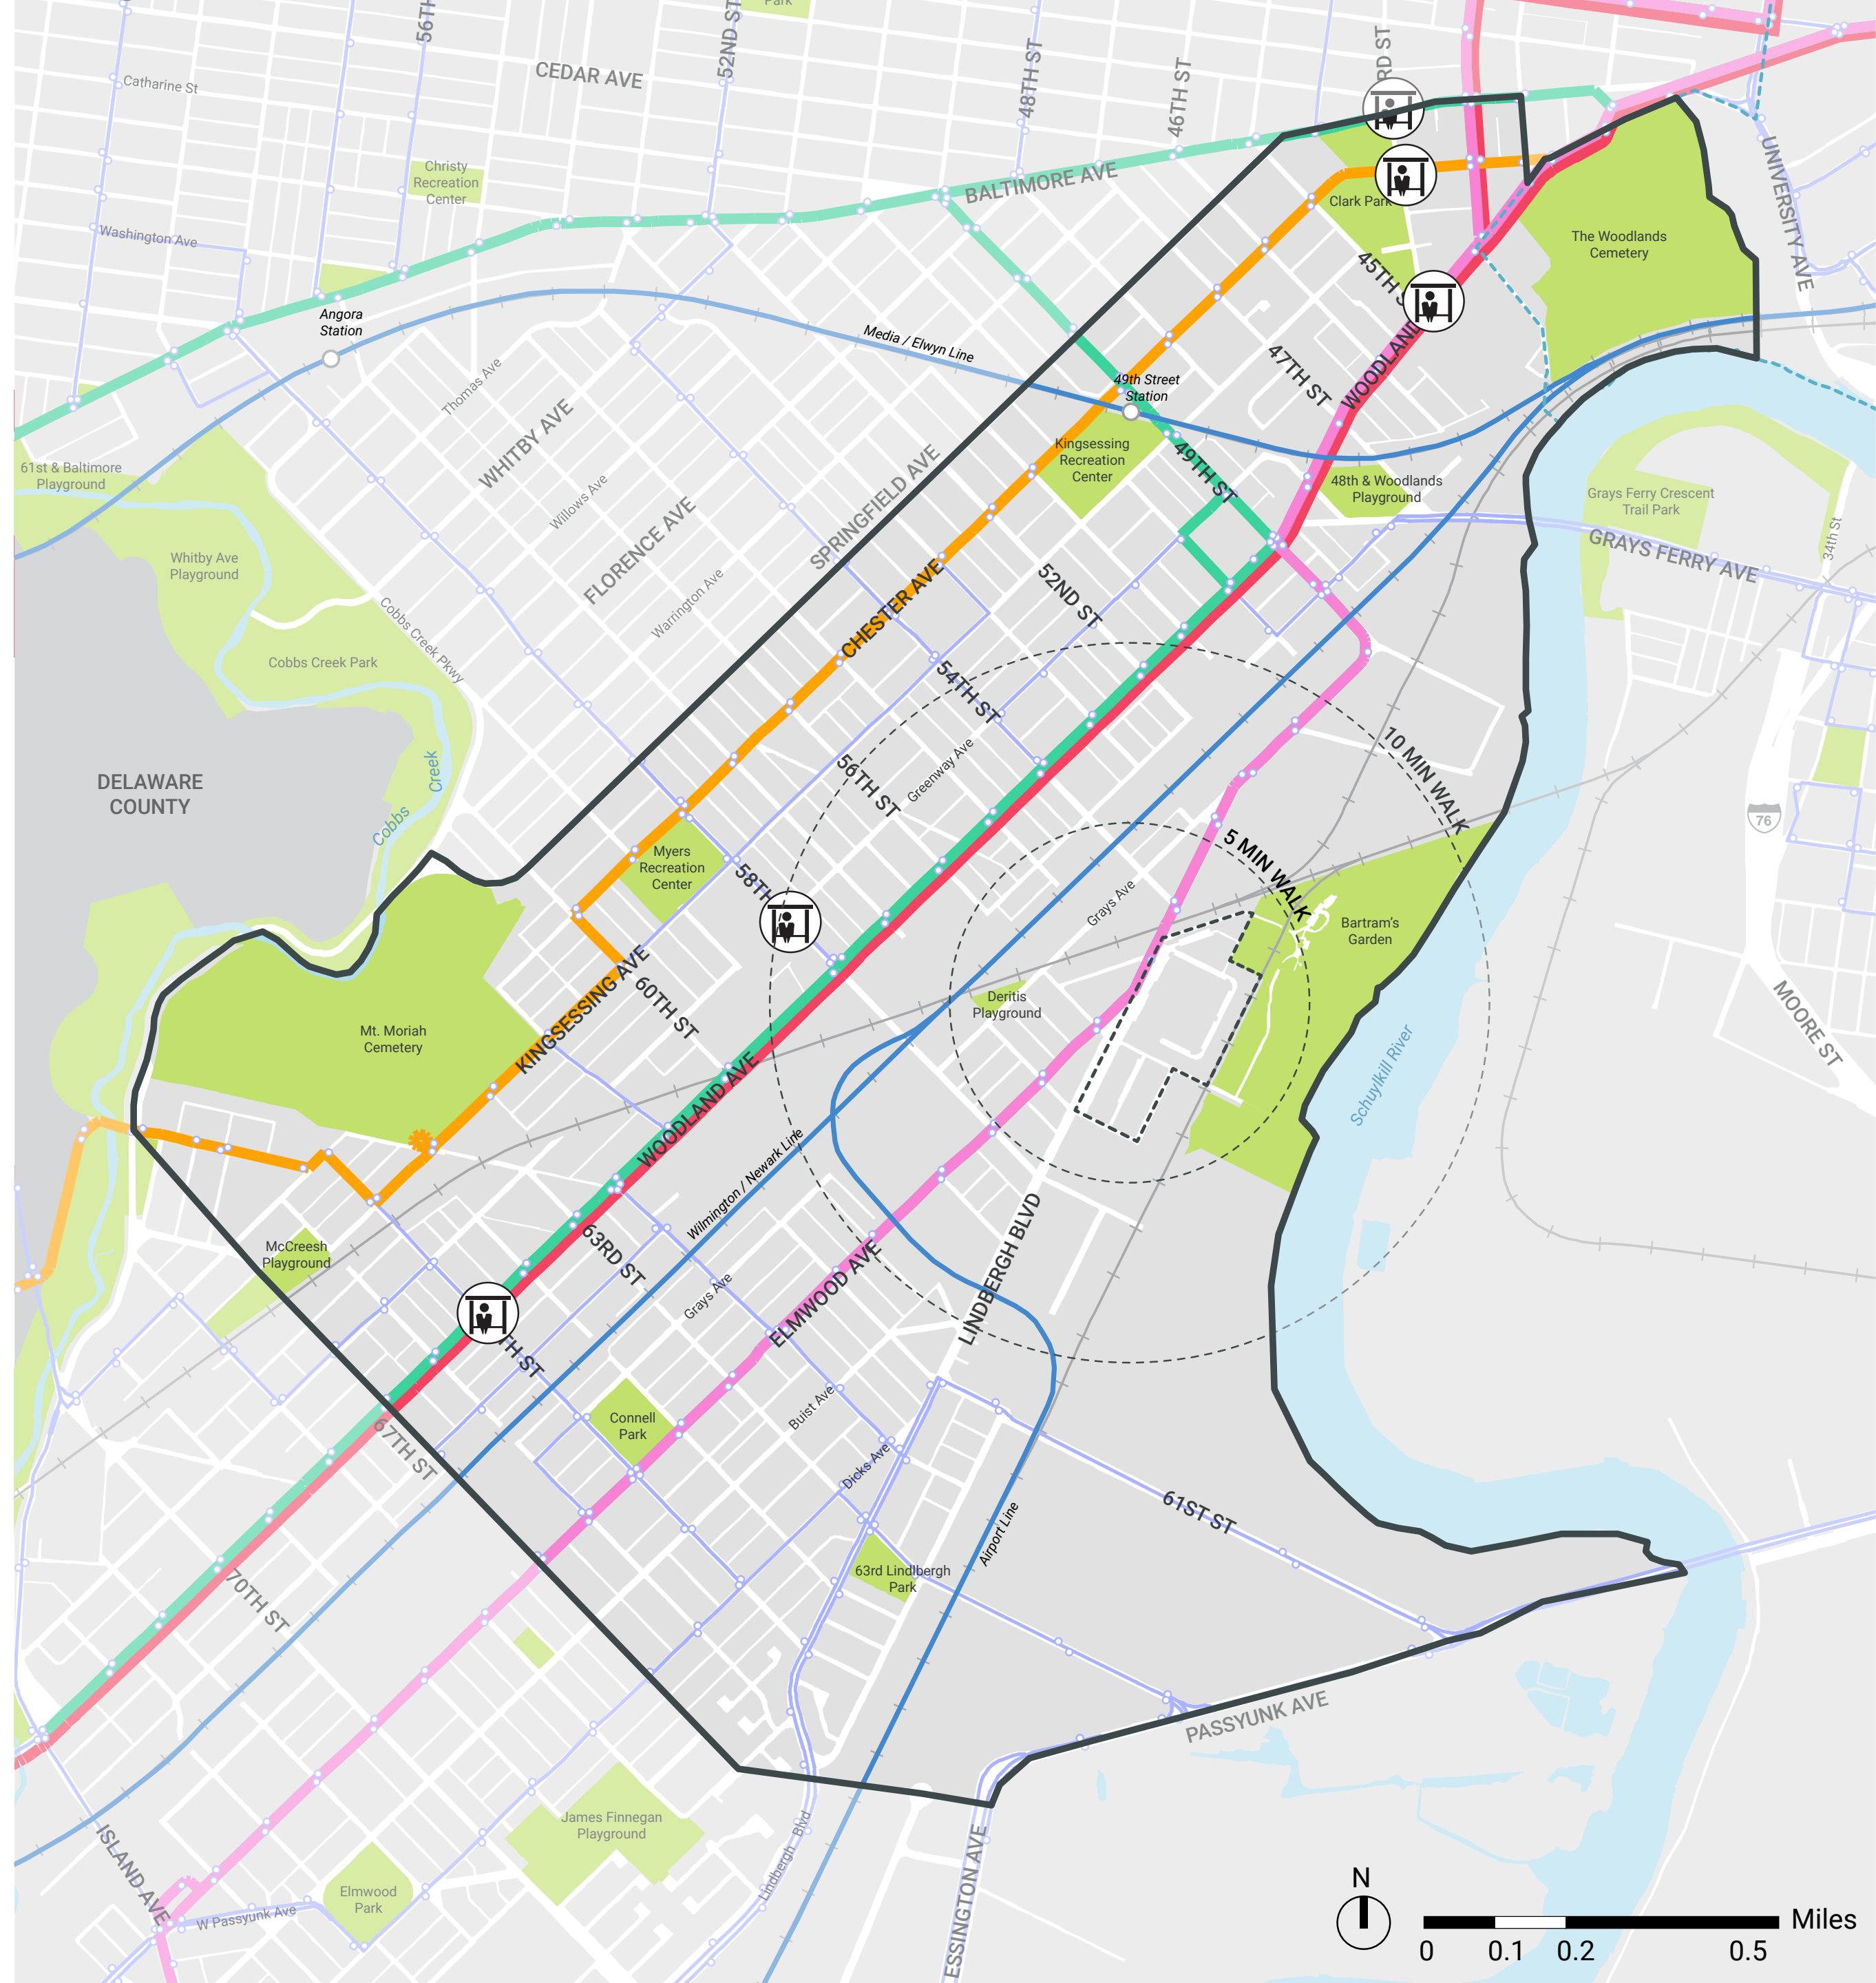 56TH
52ND ST
Park
48TH ST
46TH ST
RD ST
CEDAR AVE
Catharine St
Christy
Recreation
Center
Washington Ave
BALTIMORE AVE
Clark Park
UNIVERSITY AVE
The Woodlands
Cemetery
45TH S
Angora
Station
Media / Elwyn Line
49th Street
Station
47TH ST
WOODLAND
Thomas Ave
WHITBY AVE
61st & Baltimore
Playground
Willows Ave
SPRINGFIELD AVE
Kingsessing
Recreation
Center
49TH ST
48th & Woodlands
Playground
Grays Ferry Crescent
Trail Park
34th St
GRAYS FERRY AVE
Whitby Ave
Playground
FLORENCE AVE
Warrington Ave
CHESTER AVE
52ND ST
Cobbs Creek Pkwy
Cobbs Creek Park
54TH ST
DELAWARE
COUNTY
Cobbs
Creek
56TH ST
Greenway Ave
10 MIN WALK
5 MIN WALK
76
Myers
Recreation
Center
58TH
Grays Ave
Bartram's
Garden
KINGSESSING AVE
60TH ST
Deritis
Playground
MOORE ST
Mt. Moriah
Cemetery
Schuylkill River
WOODLAND AVE
Wilmington / Newark Line
McCreesh
Playground
63RD ST
Grays Ave
ELMWOOD AVE
LINDBERGH BLVD
TH ST
Connell
Park
Buist Ave
67TH ST
Dicks Ave
61ST ST
Airport Line
63rd Lindlbergh
Park
70TH ST
PASSYUNK AVE
James Finnegan
Playground
ISLAND AVE
Elmwood
Park
W Passyunk Ave
Lindbergh Blvd
ESSINGTON AVE
N
Miles
0 0.1 0.2 0.5